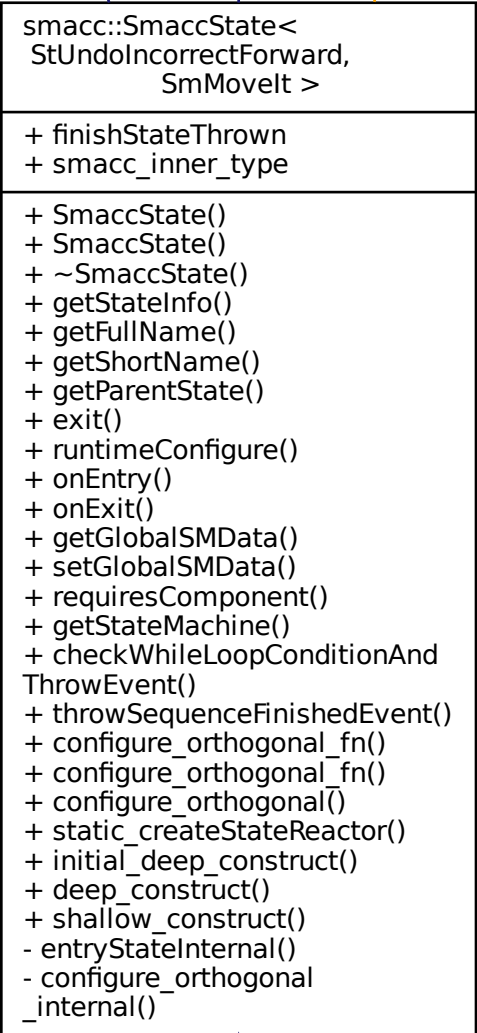 smacc::SmaccState<
StUndoIncorrectForward,
SmMoveIt >
+ finishStateThrown
+ smacc_inner_type
+ SmaccState()
+ SmaccState()
+ ~SmaccState()
+ getStateInfo()
+ getFullName()
+ getShortName()
+ getParentState()
+ exit()
+ runtimeConfigure()
+ onEntry()
+ onExit()
+ getGlobalSMData()
+ setGlobalSMData()
+ requiresComponent()
+ getStateMachine()
+ checkWhileLoopConditionAnd
ThrowEvent()
+ throwSequenceFinishedEvent()
+ configure_orthogonal_fn()
+ configure_orthogonal_fn()
+ configure_orthogonal()
+ static_createStateReactor()
+ initial_deep_construct()
+ deep_construct()
+ shallow_construct()
- entryStateInternal()
- configure_orthogonal
_internal()